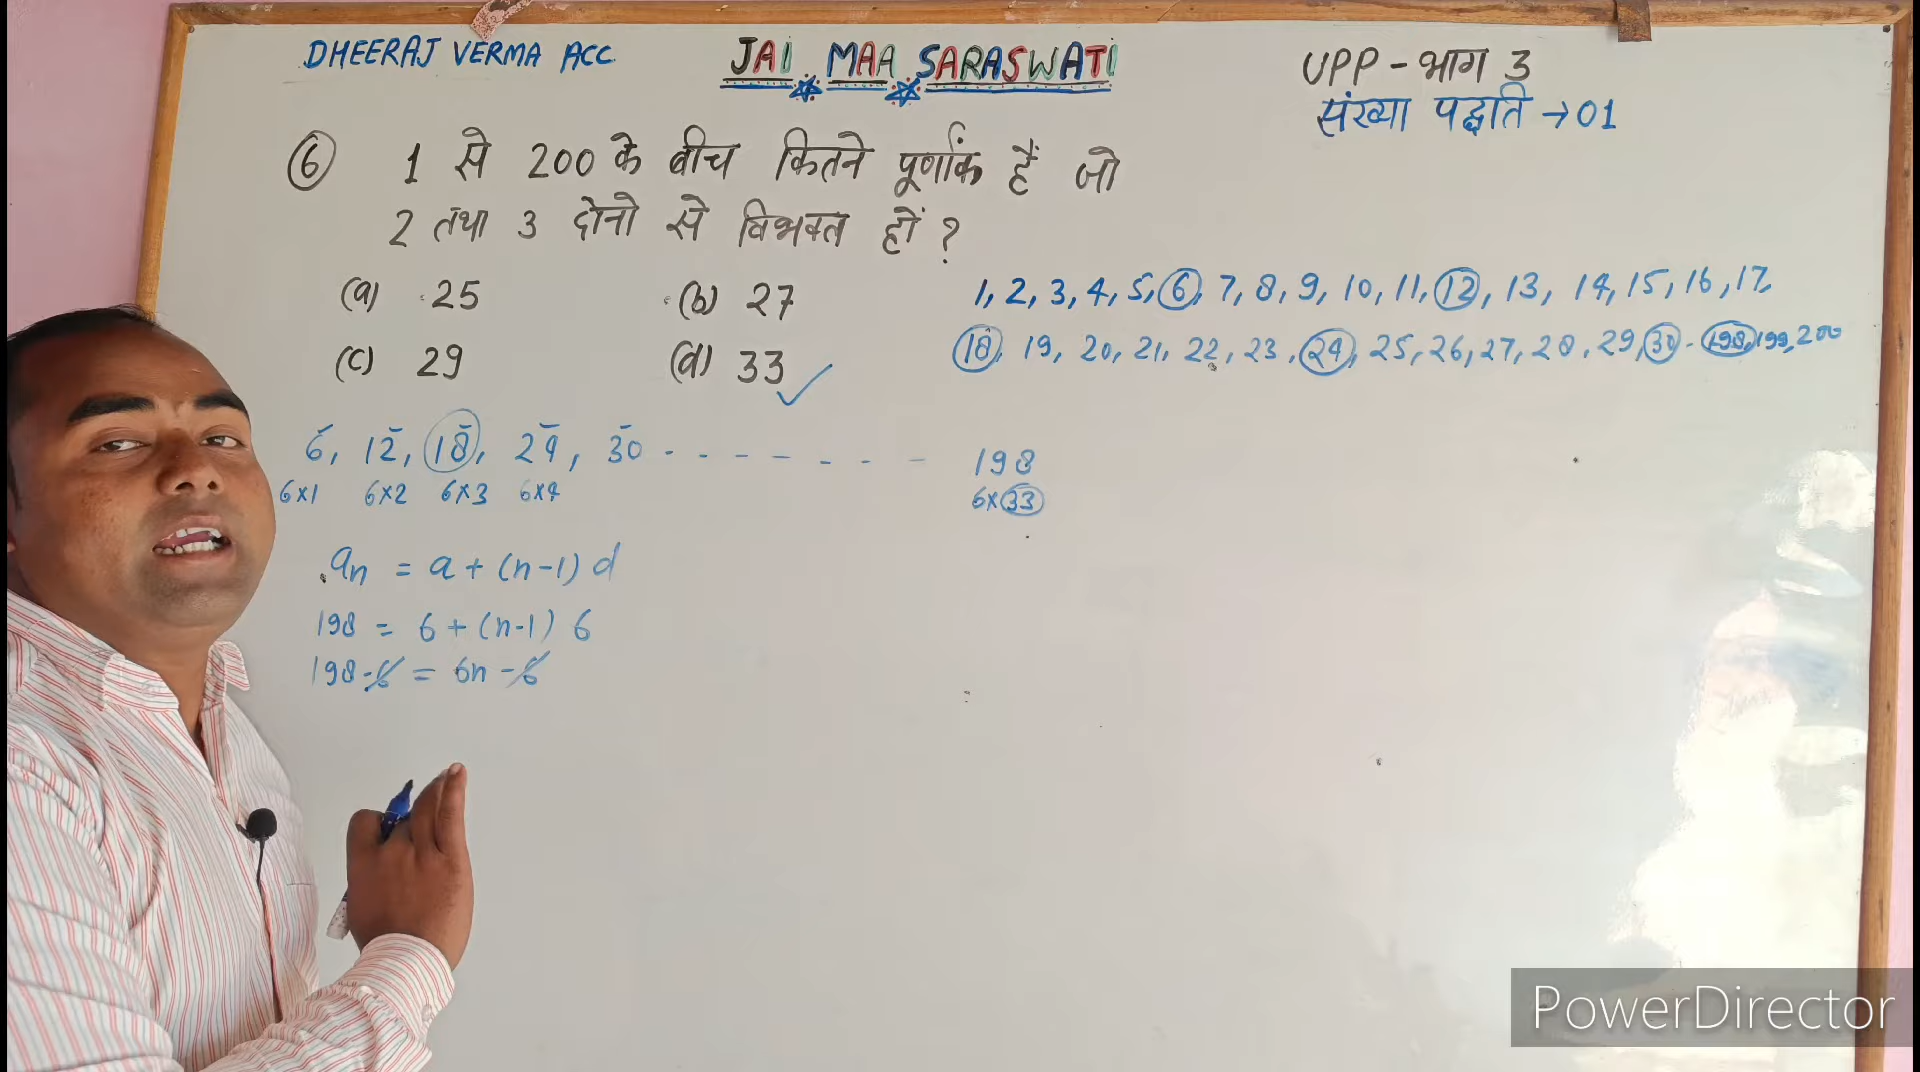 DHEERAJ VERMA ACC
JAI MAA SARASWATI
UPP - भाग 3
संख्या पद्धति → 01
⑥ 1 से 200 के बीच कितने पूर्णांक हैं जो
2 तथा 3 दोनो से विभक्त हों ?
(a) 25 (b) 27
(c) 29 (d) 33 ✓
1, 2, 3, 4, 5, 6, 7, 8, 9, 10, 11, 12, 13, 14, 15, 16, 17,
18, 19, 20, 21, 22, 23, 24, 25, 26, 27, 28, 29, 30 - 198, 199, 200
6, 12, 18, 24, 30 - - - - - - - 198
6×1 6×2 6×3 6×4 6×33
an = a + (n-1) d
198 = 6 + (n-1) 6
198-6 = 6n -6
PowerDirector